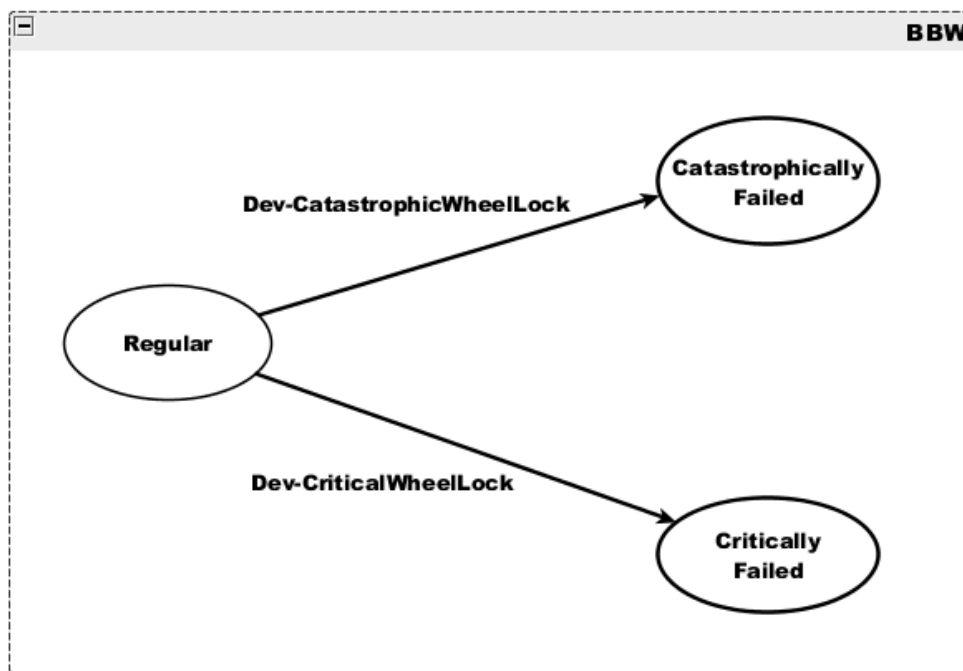 BBW
Catastrophically
Failed
Dev-CatastrophicWheelLock
Regular
Dev-CriticalWheelLock
Critically
Failed